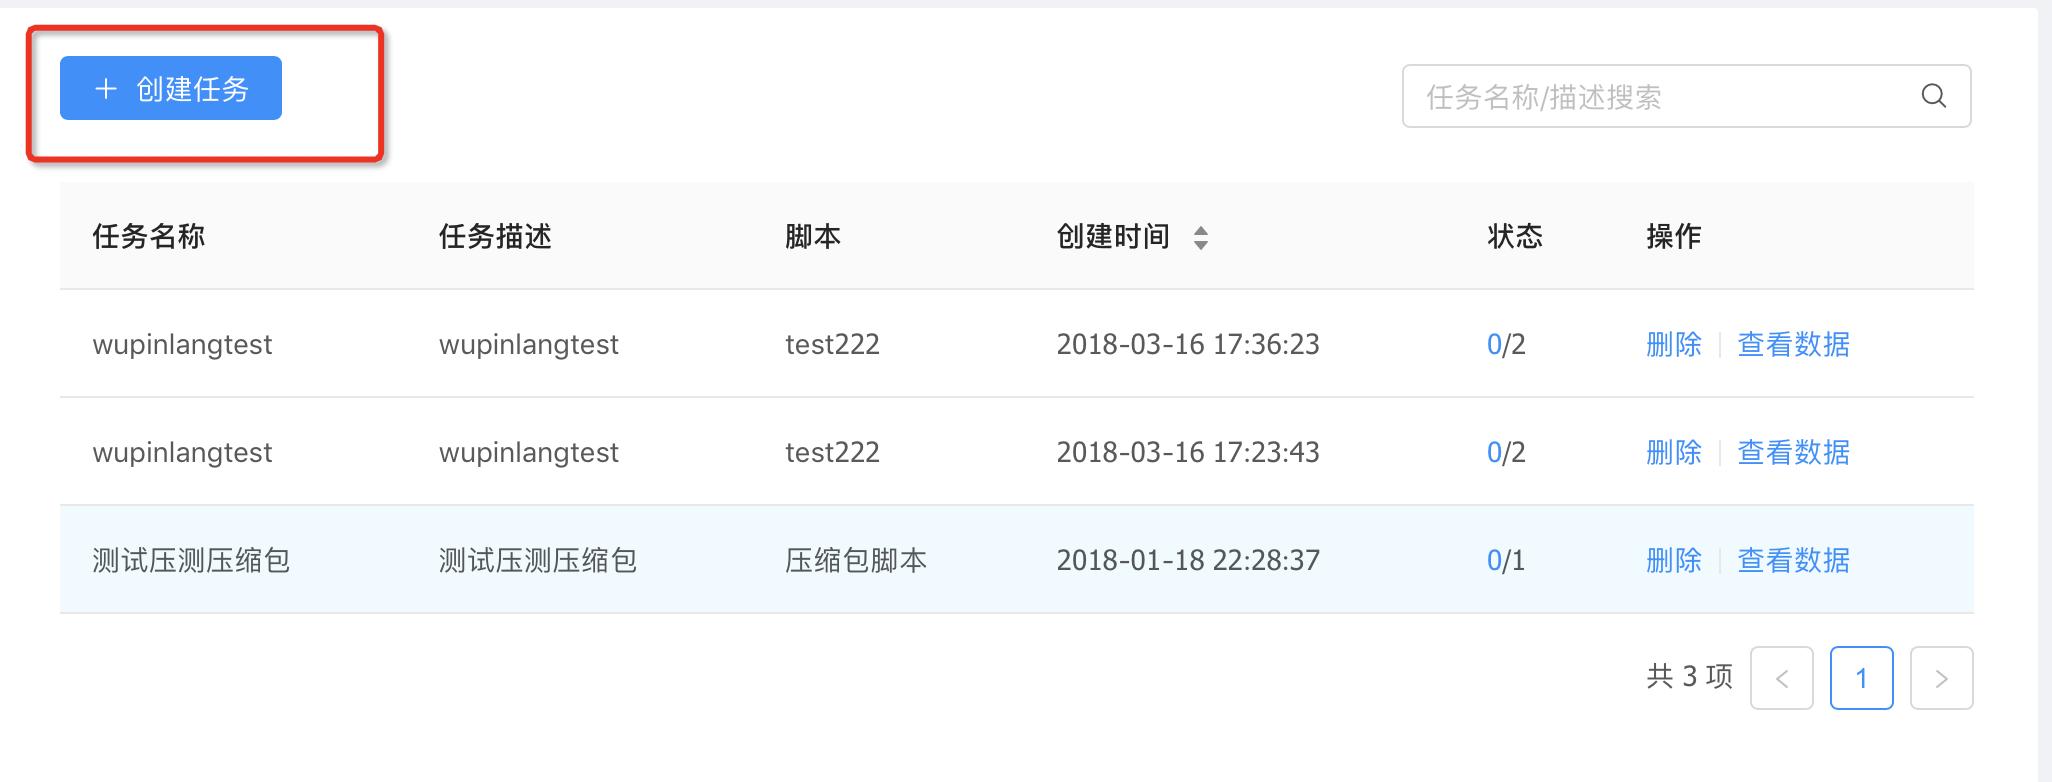 + 创建任务
任务名称/描述搜索
任务名称 任务描述 脚本 创建时间 状态 操作
wupinlangtest wupinlangtest test222 2018-03-16 17:36:23 0/2 删除 查看数据
wupinlangtest wupinlangtest test222 2018-03-16 17:23:43 0/2 删除 查看数据
测试压测压缩包 测试压测压缩包 压缩包脚本 2018-01-18 22:28:37 0/1 删除 查看数据
共 3 项 < 1 >